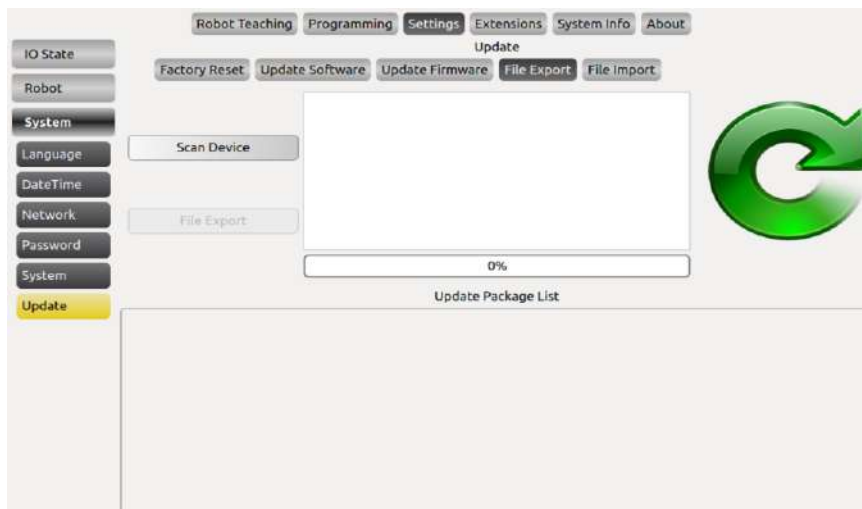 Robot Teaching Programming Settings Extensions System Info About
Update
IO State
Factory Reset Update Software Update Firmware File Export File Import
Robot
System
Scan Device
Language
DateTime
Network
File Export
Password
System
0%
Update Package List
Update